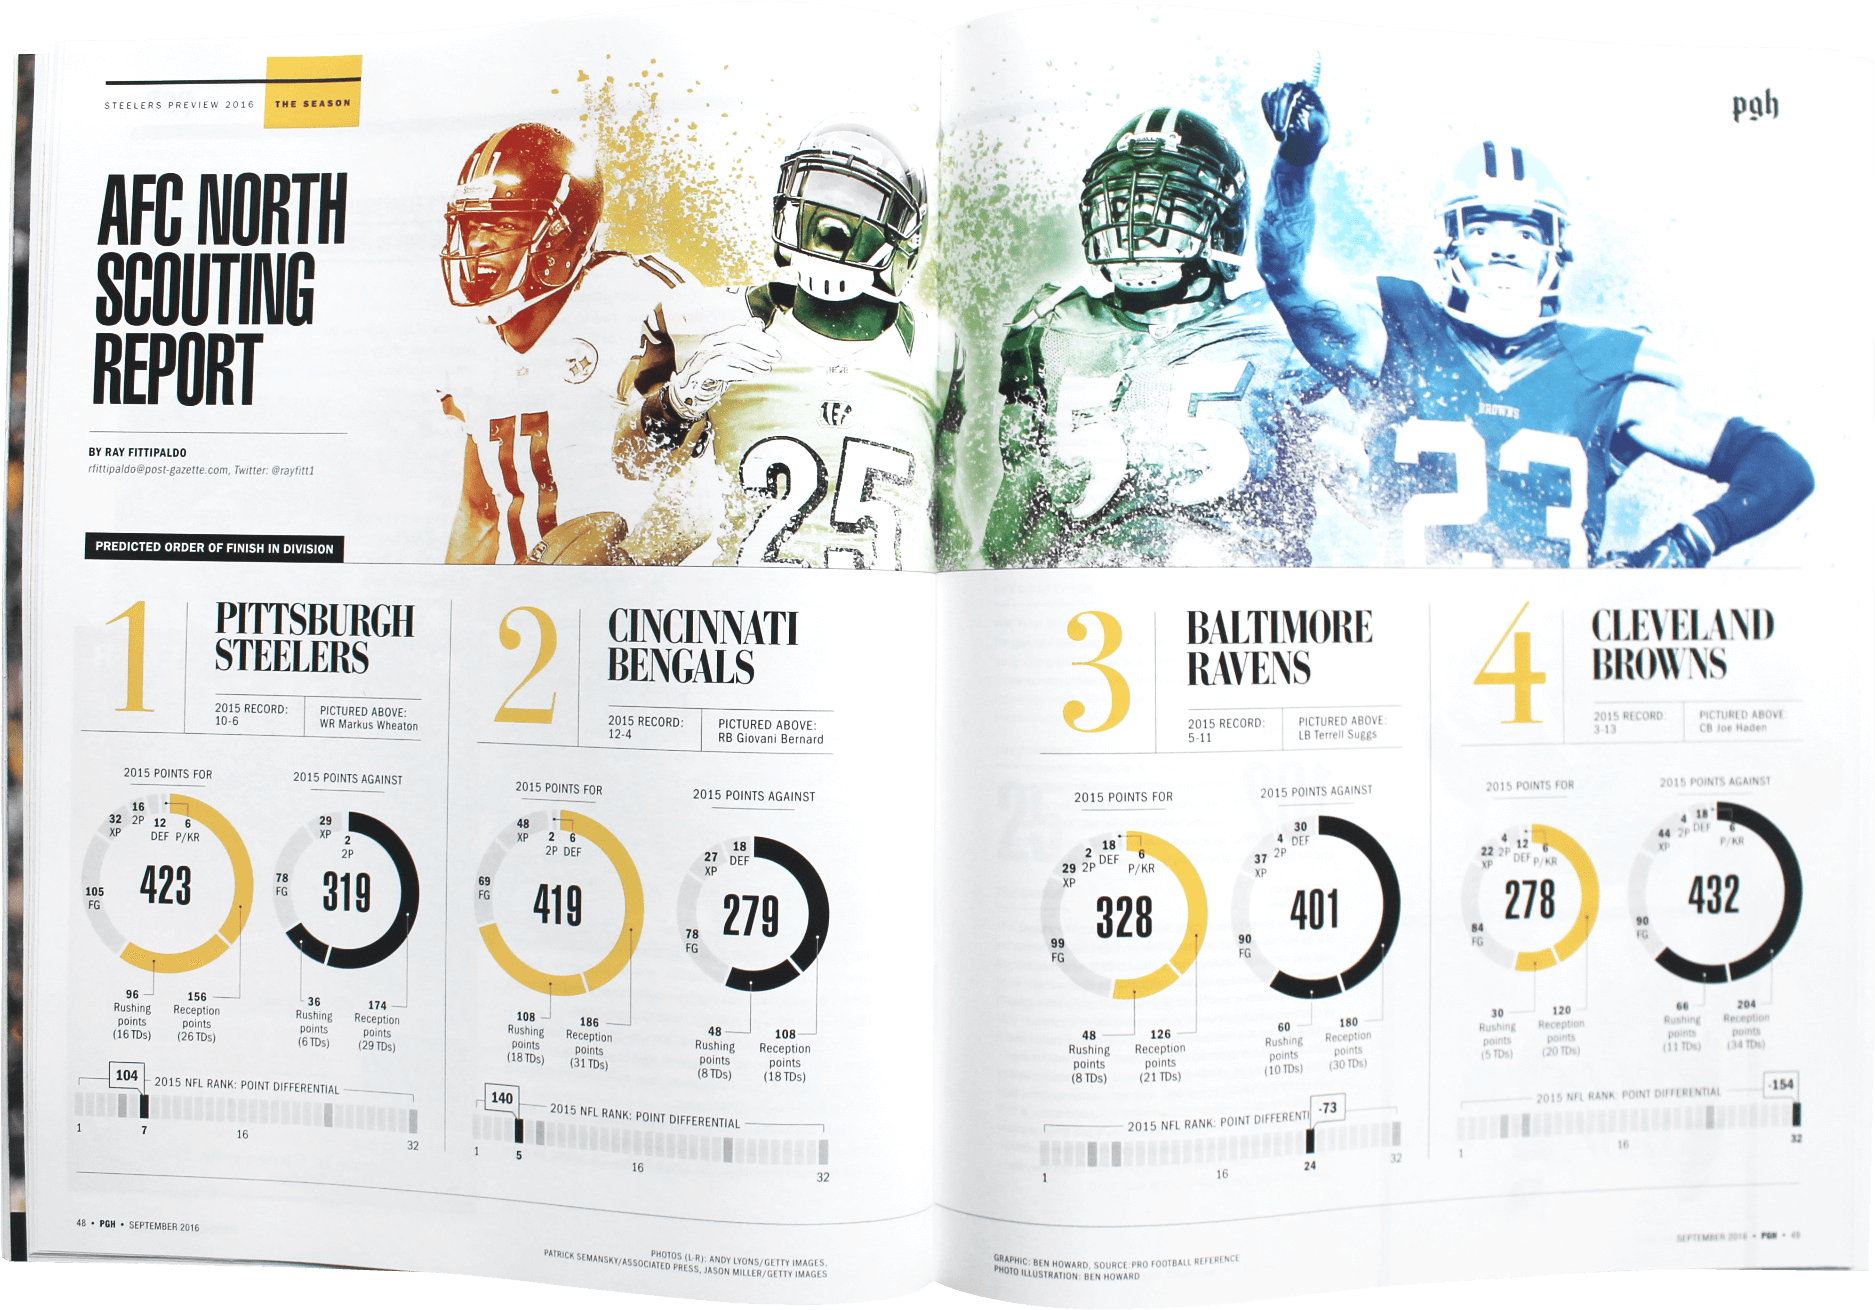 STEELERS PREVIEW 2016 THE SEASON
pgh
AFC NORTH
SCOUTING
REPORT
BY RAY FITTIPALDO
rfittipaldo@post-gazette.com, Twitter: @rayfitt1
PREDICTED ORDER OF FINISH IN DIVISION
11
25
55
BROWNS
23
1
PITTSBURGH
STEELERS
2015 RECORD:
10-6
PICTURED ABOVE:
WR Markus Wheaton
2015 POINTS FOR
423
105
FG
32
XP
16
2P
12
DEF
6
P/KR
96
Rushing
points
(16 TDs)
156
Reception
points
(26 TDs)
2015 POINTS AGAINST
319
78
FG
29
XP
2
2P
36
Rushing
points
(6 TDs)
174
Reception
points
(29 TDs)
104
2015 NFL RANK: POINT DIFFERENTIAL
1
7
16
32
2
CINCINNATI
BENGALS
2015 RECORD:
12-4
PICTURED ABOVE:
RB Giovani Bernard
2015 POINTS FOR
419
69
FG
48
XP
2
2P
6
DEF
108
Rushing
points
(18 TDs)
186
Reception
points
(31 TDs)
2015 POINTS AGAINST
279
78
FG
27
XP
18
DEF
48
Rushing
points
(8 TDs)
108
Reception
points
(18 TDs)
140
2015 NFL RANK: POINT DIFFERENTIAL
1
5
16
32
3
BALTIMORE
RAVENS
2015 RECORD:
5-11
PICTURED ABOVE:
LB Terrell Suggs
2015 POINTS FOR
328
99
FG
29
XP
2
2P
18
DEF
6
P/KR
48
Rushing
points
(8 TDs)
126
Reception
points
(21 TDs)
2015 POINTS AGAINST
401
90
FG
37
XP
4
2P
30
DEF
60
Rushing
points
(10 TDs)
180
Reception
points
(30 TDs)
-73
2015 NFL RANK: POINT DIFFERENTI
1
16
24
32
4
CLEVELAND
BROWNS
2015 RECORD:
3-13
PICTURED ABOVE:
CB Joe Haden
2015 POINTS FOR
278
84
FG
22
XP
4
2P
12
DEF
6
P/KR
30
Rushing
points
(5 TDs)
120
Reception
points
(20 TDs)
2015 POINTS AGAINST
432
90
FG
44
XP
4
2P
18
DEF
6
P/KR
66
Rushing
points
(11 TDs)
204
Reception
points
(34 TDs)
-154
2015 NFL RANK: POINT DIFFERENTIAL
1
16
32
48 • PGH • SEPTEMBER 2016
PHOTOS (L-R): ANDY LYONS/GETTY IMAGES,
PATRICK SEMANSKY/ASSOCIATED PRESS, JASON MILLER/GETTY IMAGES
GRAPHIC: BEN HOWARD, SOURCE: PRO FOOTBALL REFERENCE
PHOTO ILLUSTRATION: BEN HOWARD
SEPTEMBER 2016 • PGH •